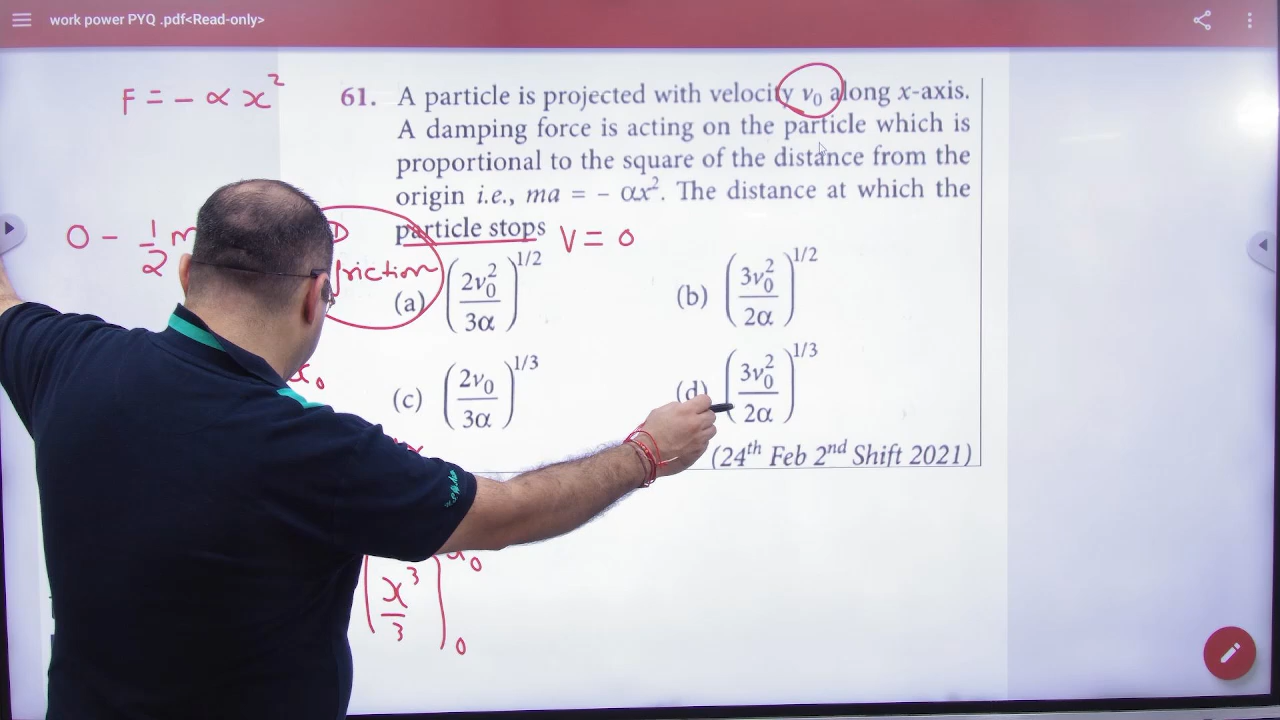 work power PYQ .pdf<Read-only>
F = - α x²
61. A particle is projected with velocity v₀ along x-axis.
A damping force is acting on the particle which is
proportional to the square of the distance from the
origin i.e., ma = – αx². The distance at which the
particle stops V = 0
0 - 1/2 m
friction
(a) (2v₀²/3α)^1/2
(b) (3v₀²/2α)^1/2
(c) (2v₀/3α)^1/3
(d) (3v₀²/2α)^1/3
(24th Feb 2nd Shift 2021)
x₀
x³/3
0